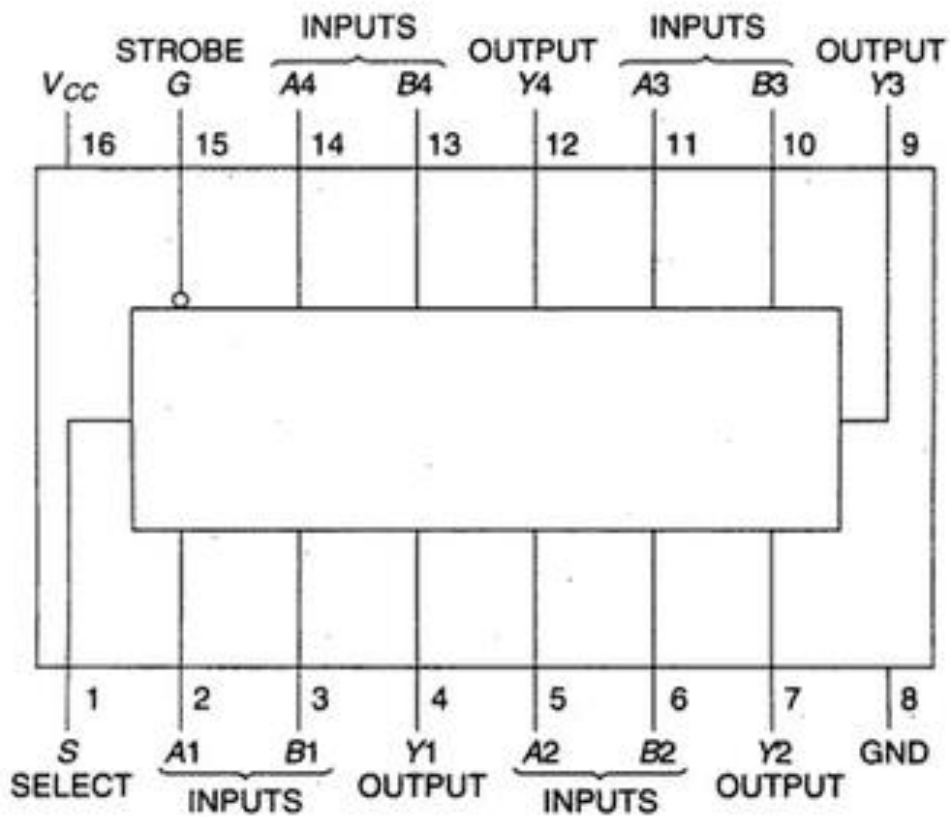 INPUTS INPUTS
STROBE OUTPUT OUTPUT
VCC G A4 B4 Y4 A3 B3 Y3
16 15 14 13 12 11 10 9
1 2 3 4 5 6 7 8
S A1 B1 Y1 A2 B2 Y2 GND
SELECT INPUTS OUTPUT INPUTS OUTPUT